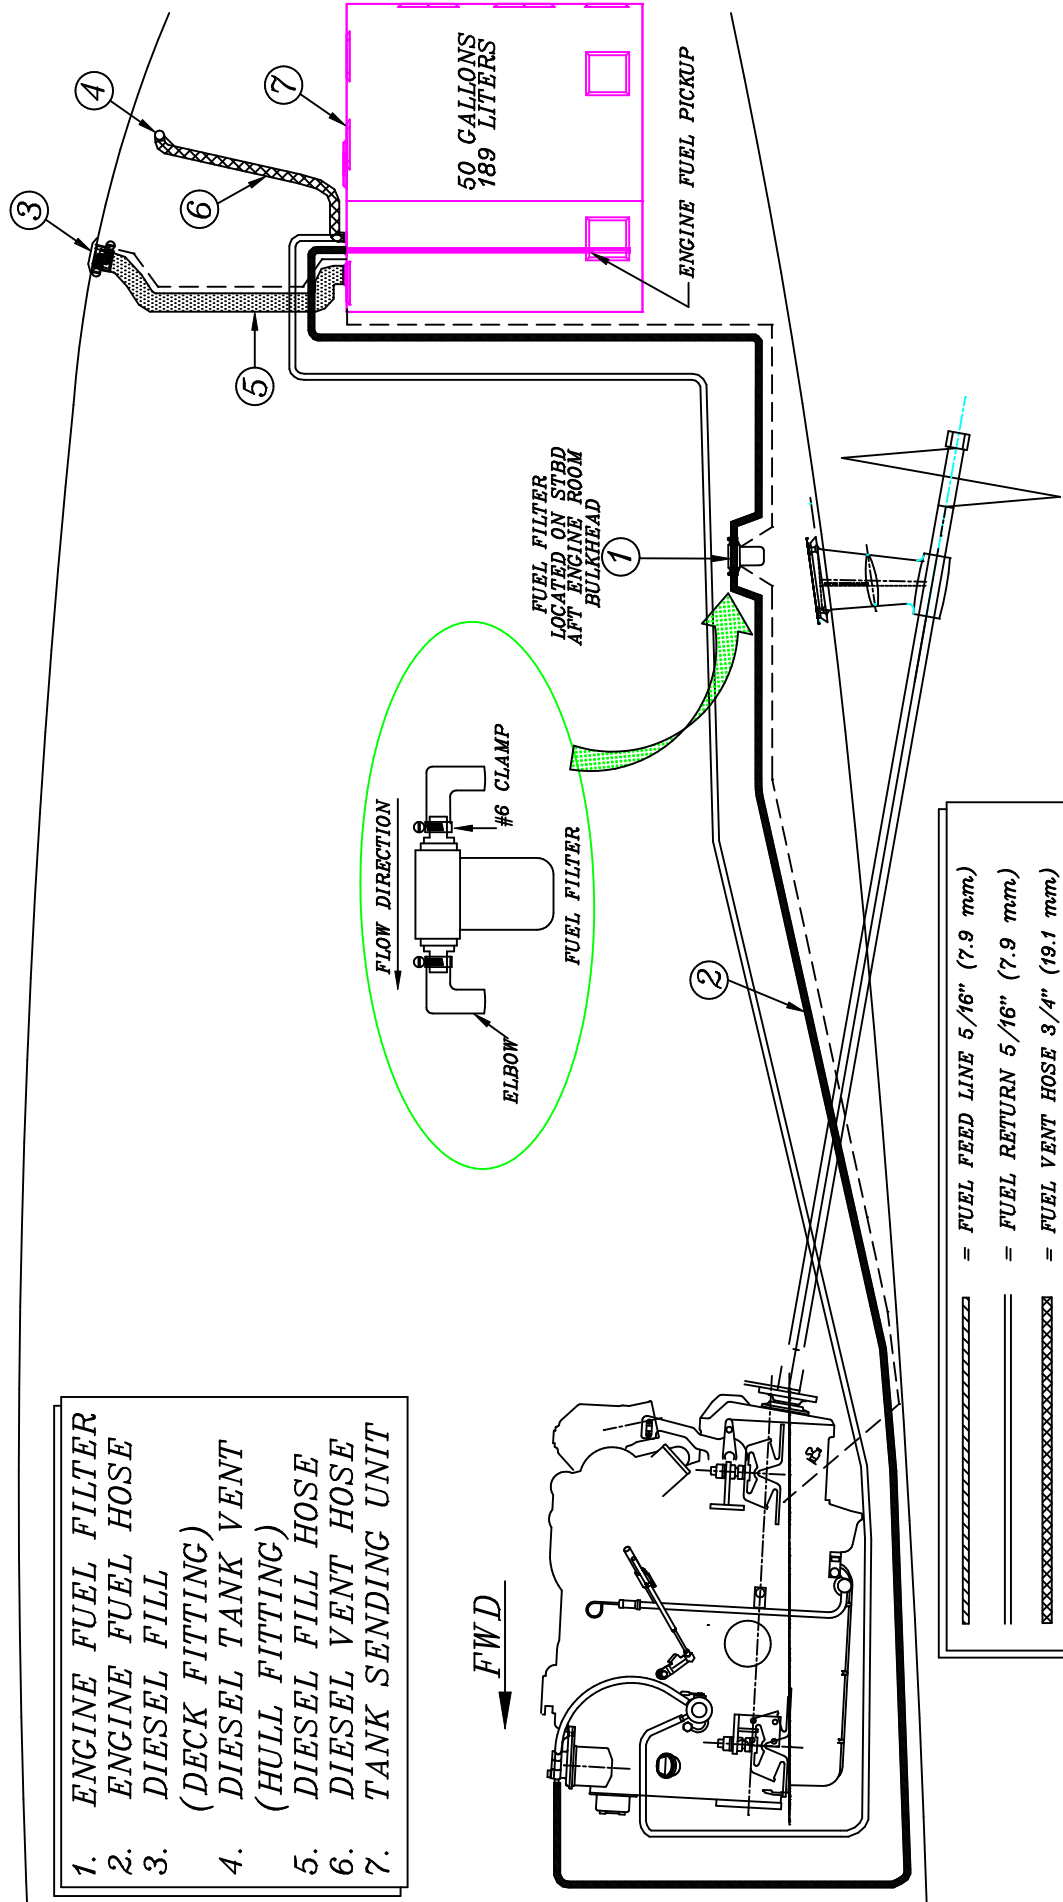 1. ENGINE FUEL FILTER
2. ENGINE FUEL HOSE
3. DIESEL FILL
(DECK FITTING)
4. DIESEL TANK VENT
(HULL FITTING)
5. DIESEL FILL HOSE
6. DIESEL VENT HOSE
7. TANK SENDING UNIT
FWD
FLOW DIRECTION
#6 CLAMP
ELBOW
FUEL FILTER
FUEL FILTER
LOCATED ON STBD
AFT ENGINE ROOM
BULKHEAD
1
2
3
4
5
6
7
50 GALLONS
189 LITERS
ENGINE FUEL PICKUP
= FUEL FEED LINE 5/16" (7.9 mm)
= FUEL RETURN 5/16" (7.9 mm)
= FUEL VENT HOSE 3/4" (19.1 mm)